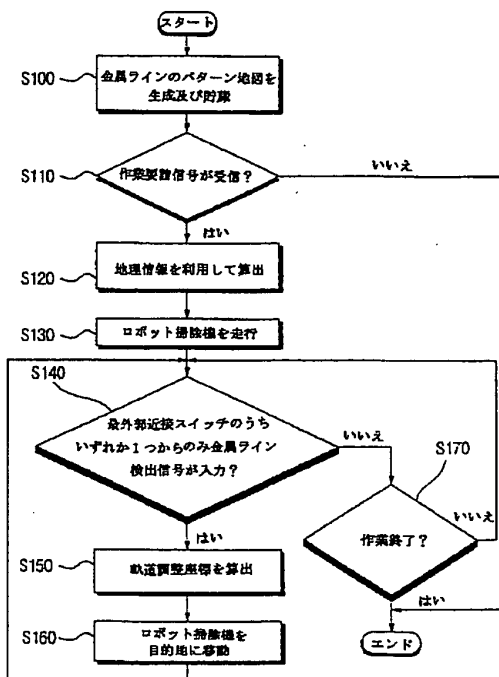 スタート
S100
金属ラインのパターン地図を
生成及び貯蔵
S110
作業要請信号が受信?
いいえ
はい
S120
地理情報を利用して算出
S130
ロボット掃除機を走行
S140
最外部近接スイッチのうち
いずれか1つからのみ金属ライン
検出信号が入力?
いいえ
S170
はい
作業終了?
いいえ
S150
軌道調整座標を算出
はい
S160
ロボット掃除機を
目的地に移動
エンド